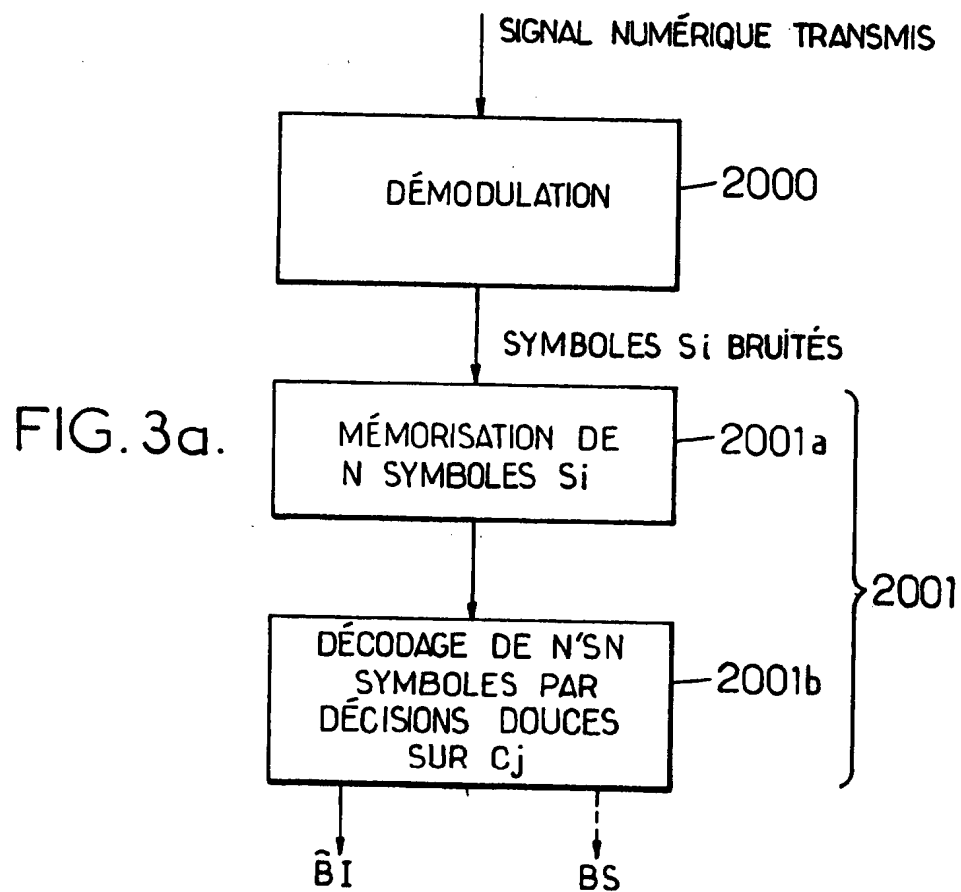 SIGNAL NUMÉRIQUE TRANSMIS
DÉMODULATION
2000
SYMBOLES Si BRUITÉS
FIG. 3a.
MÉMORISATION DE
N SYMBOLES Si
2001a
2001
DÉCODAGE DE N'SN
SYMBOLES PAR
DÉCISIONS DOUCES
SUR Cj
2001b
B̂I
BS